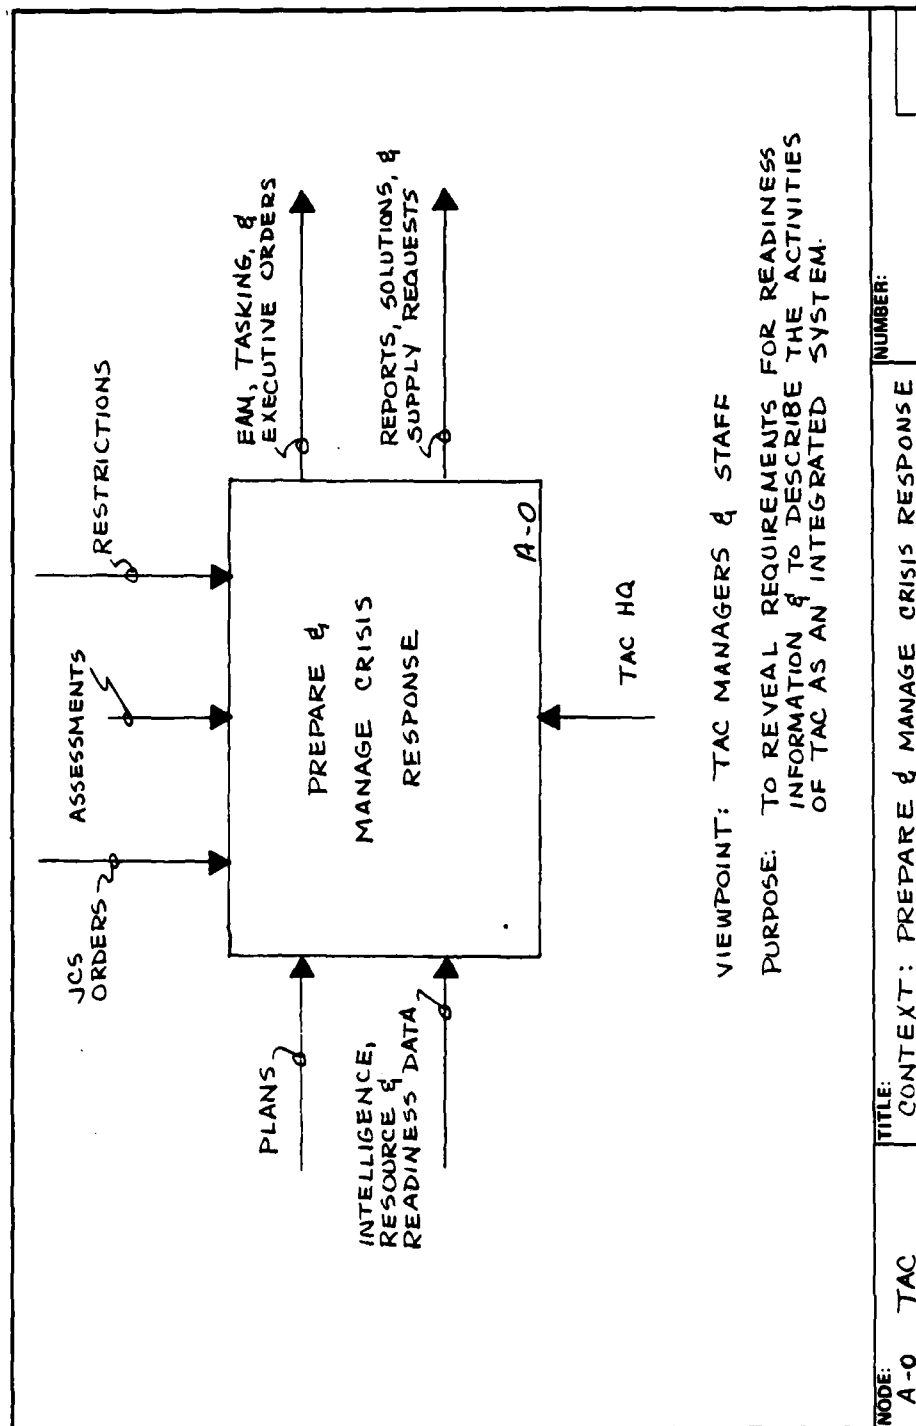 JCS
ORDERS
ASSESSMENTS
RESTRICTIONS
PLANS
INTELLIGENCE,
RESOURCE &
READINESS DATA
PREPARE &
MANAGE CRISIS
RESPONSE
A-0
EAM, TASKING, &
EXECUTIVE ORDERS
REPORTS, SOLUTIONS, &
SUPPLY REQUESTS
TAC HQ
VIEWPOINT: TAC MANAGERS & STAFF
PURPOSE: TO REVEAL REQUIREMENTS FOR READINESS
INFORMATION & TO DESCRIBE THE ACTIVITIES
OF TAC AS AN INTEGRATED SYSTEM.
NODE:
A-0 TAC
TITLE:
CONTEXT: PREPARE & MANAGE CRISIS RESPONSE
NUMBER: